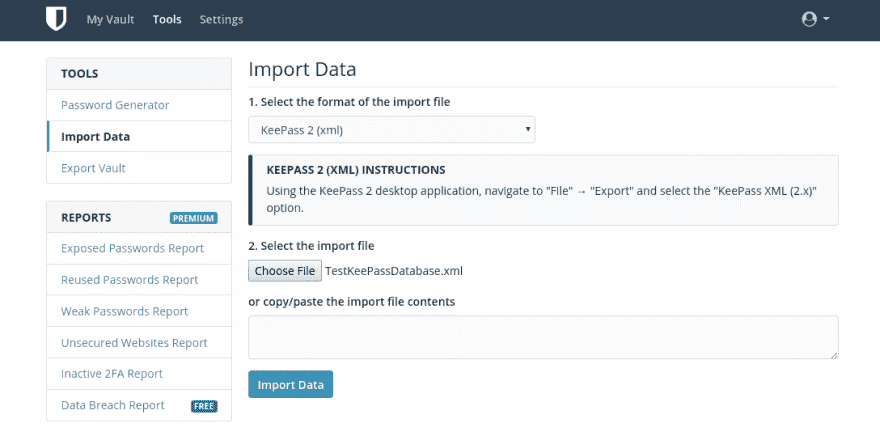 My Vault Tools Settings
TOOLS
Password Generator
Import Data
Export Vault
REPORTS PREMIUM
Exposed Passwords Report
Reused Passwords Report
Weak Passwords Report
Unsecured Websites Report
Inactive 2FA Report
Data Breach Report FREE
Import Data
1. Select the format of the import file
KeePass 2 (xml)
KEEPASS 2 (XML) INSTRUCTIONS
Using the KeePass 2 desktop application, navigate to "File" → "Export" and select the "KeePass XML (2.x)"
option.
2. Select the import file
Choose File TestKeePassDatabase.xml
or copy/paste the import file contents
Import Data